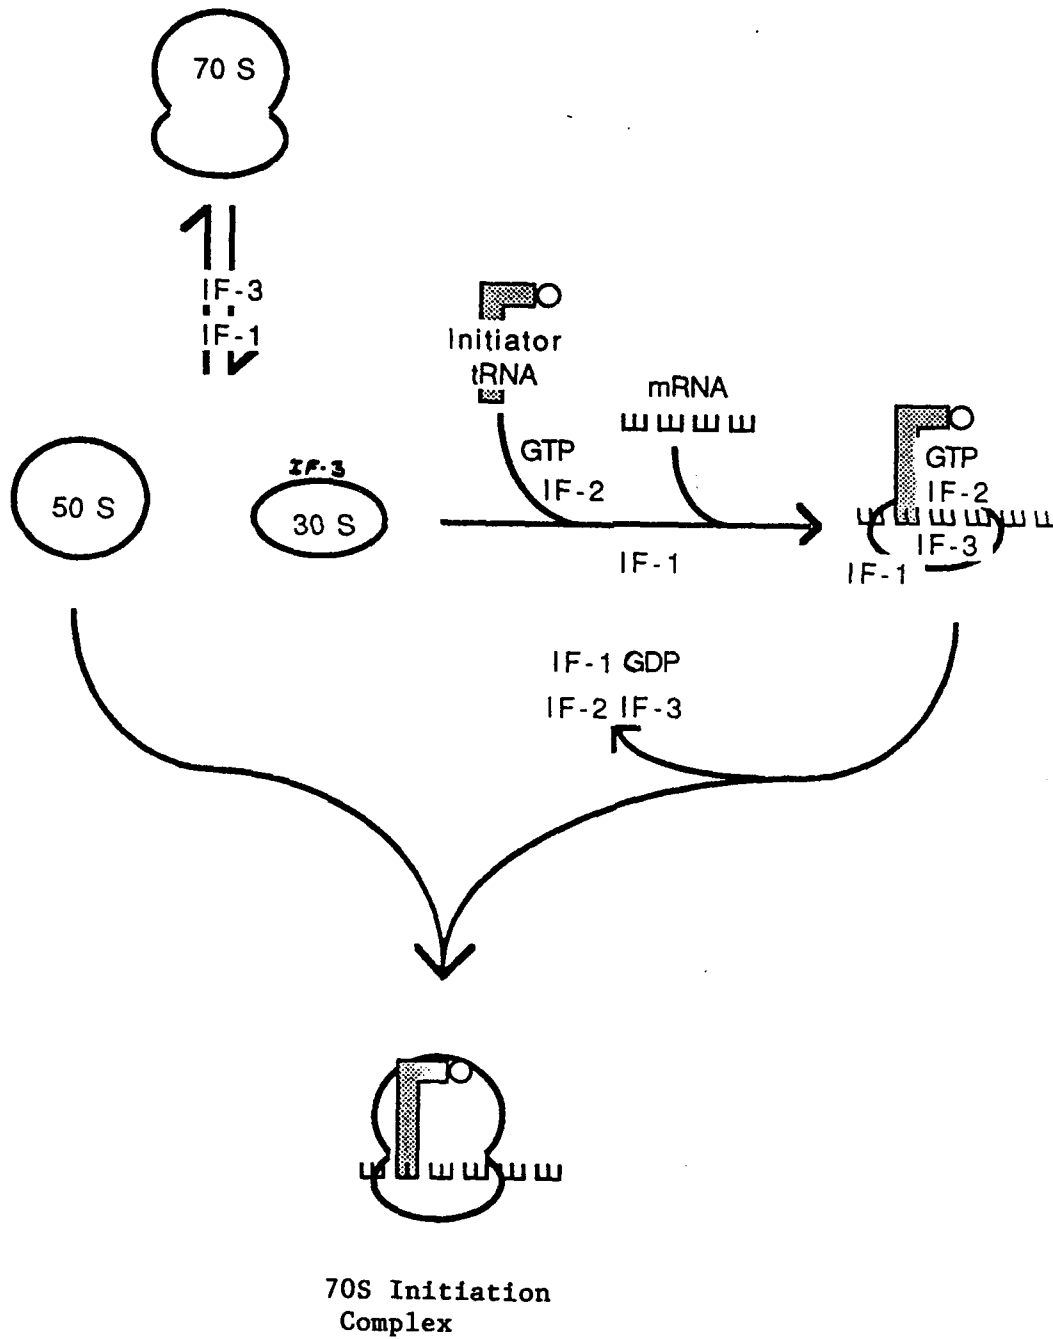 70 S
IF-3
IF-1
Initiator
tRNA
mRNA
GTP
IF-2
GTP
IF-2
IF-3
50 S
30 S
IF-3
IF-1
IF-1
IF-1 GDP
IF-2 IF-3
70S Initiation
Complex